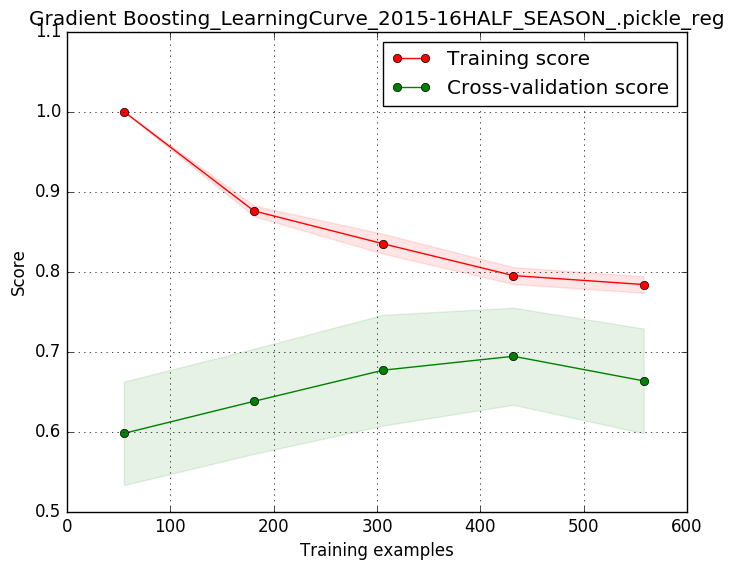 Gradient Boosting_LearningCurve_2015-16HALF_SEASON_.pickle_reg
1.1
1.0
0.9
0.8
0.7
0.6
0.5
Score
Training score
Cross-validation score
0 100 200 300 400 500 600
Training examples